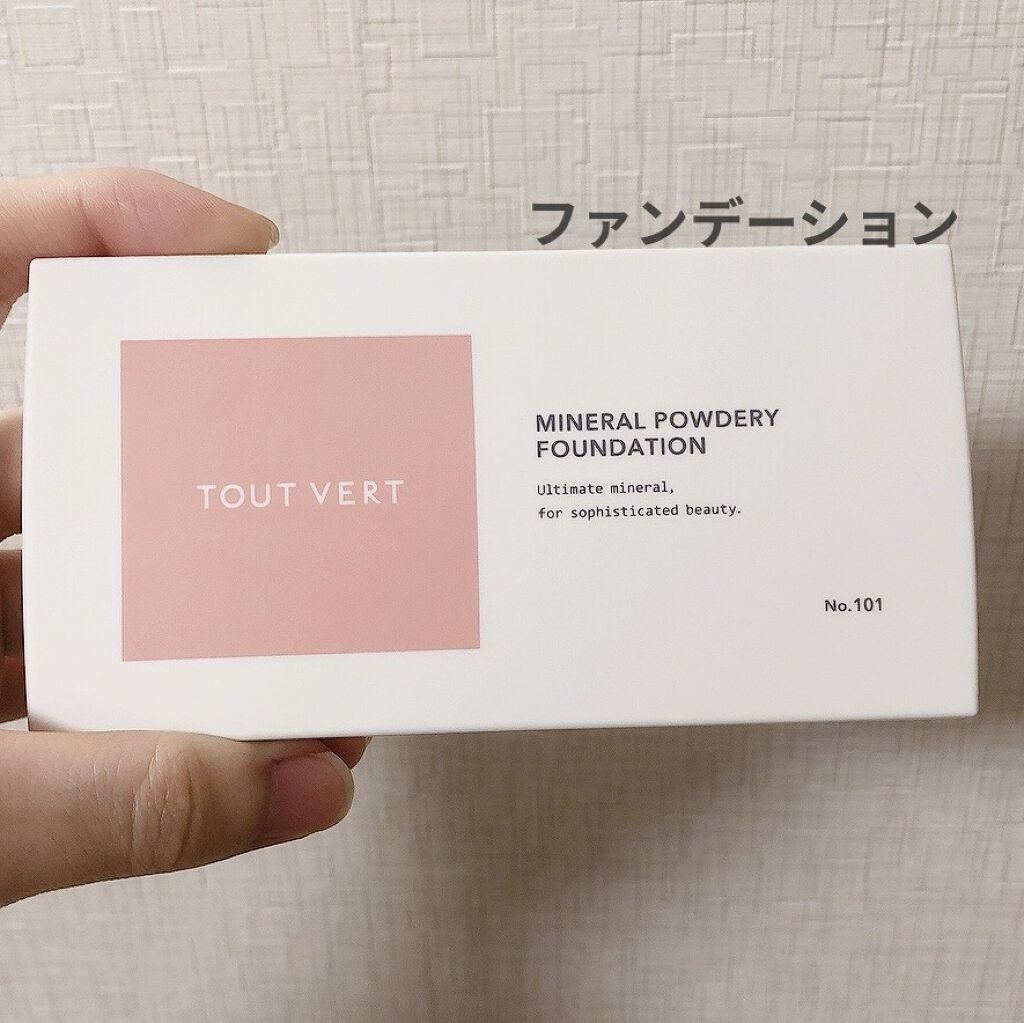 ファンデーション
TOUT VERT
MINERAL POWDERY
FOUNDATION
Ultimate mineral,
for sophisticated beauty.
No.101